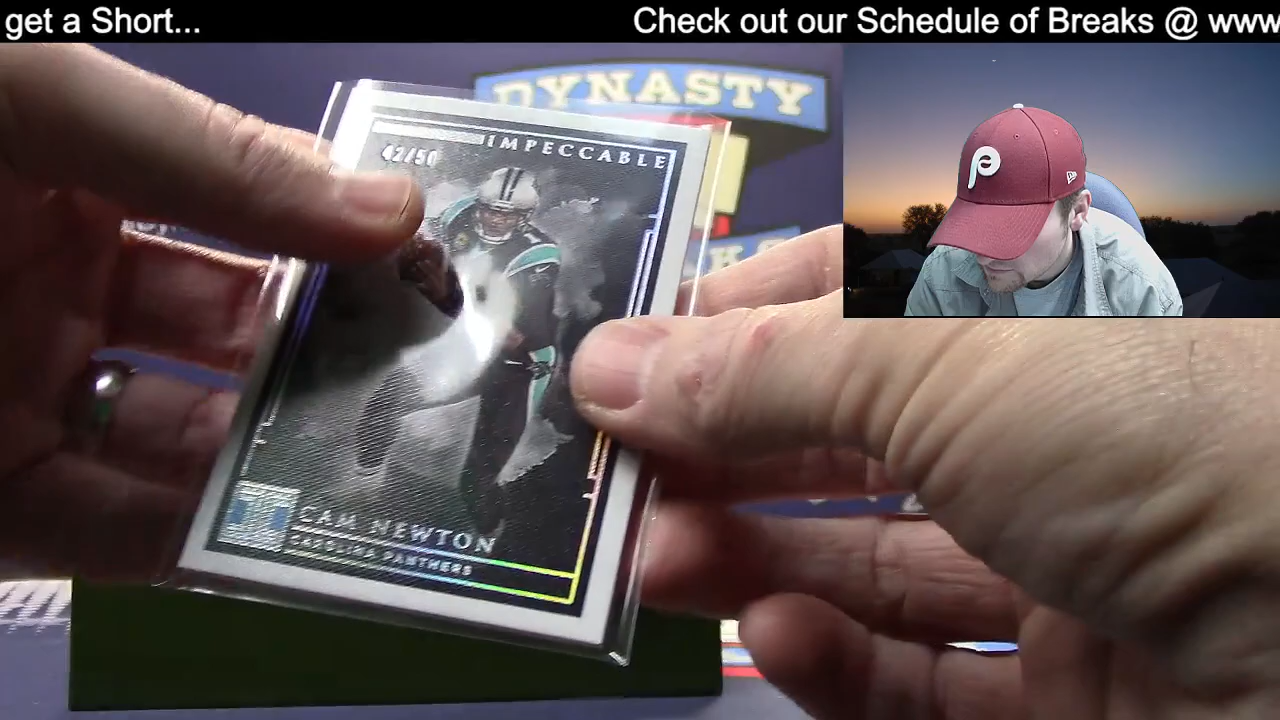 get a Short...
Check out our Schedule of Breaks @ www
DYNASTY
IMPECCABLE
42/50
P
CAM NEWTON
CAROLINA PANTHERS